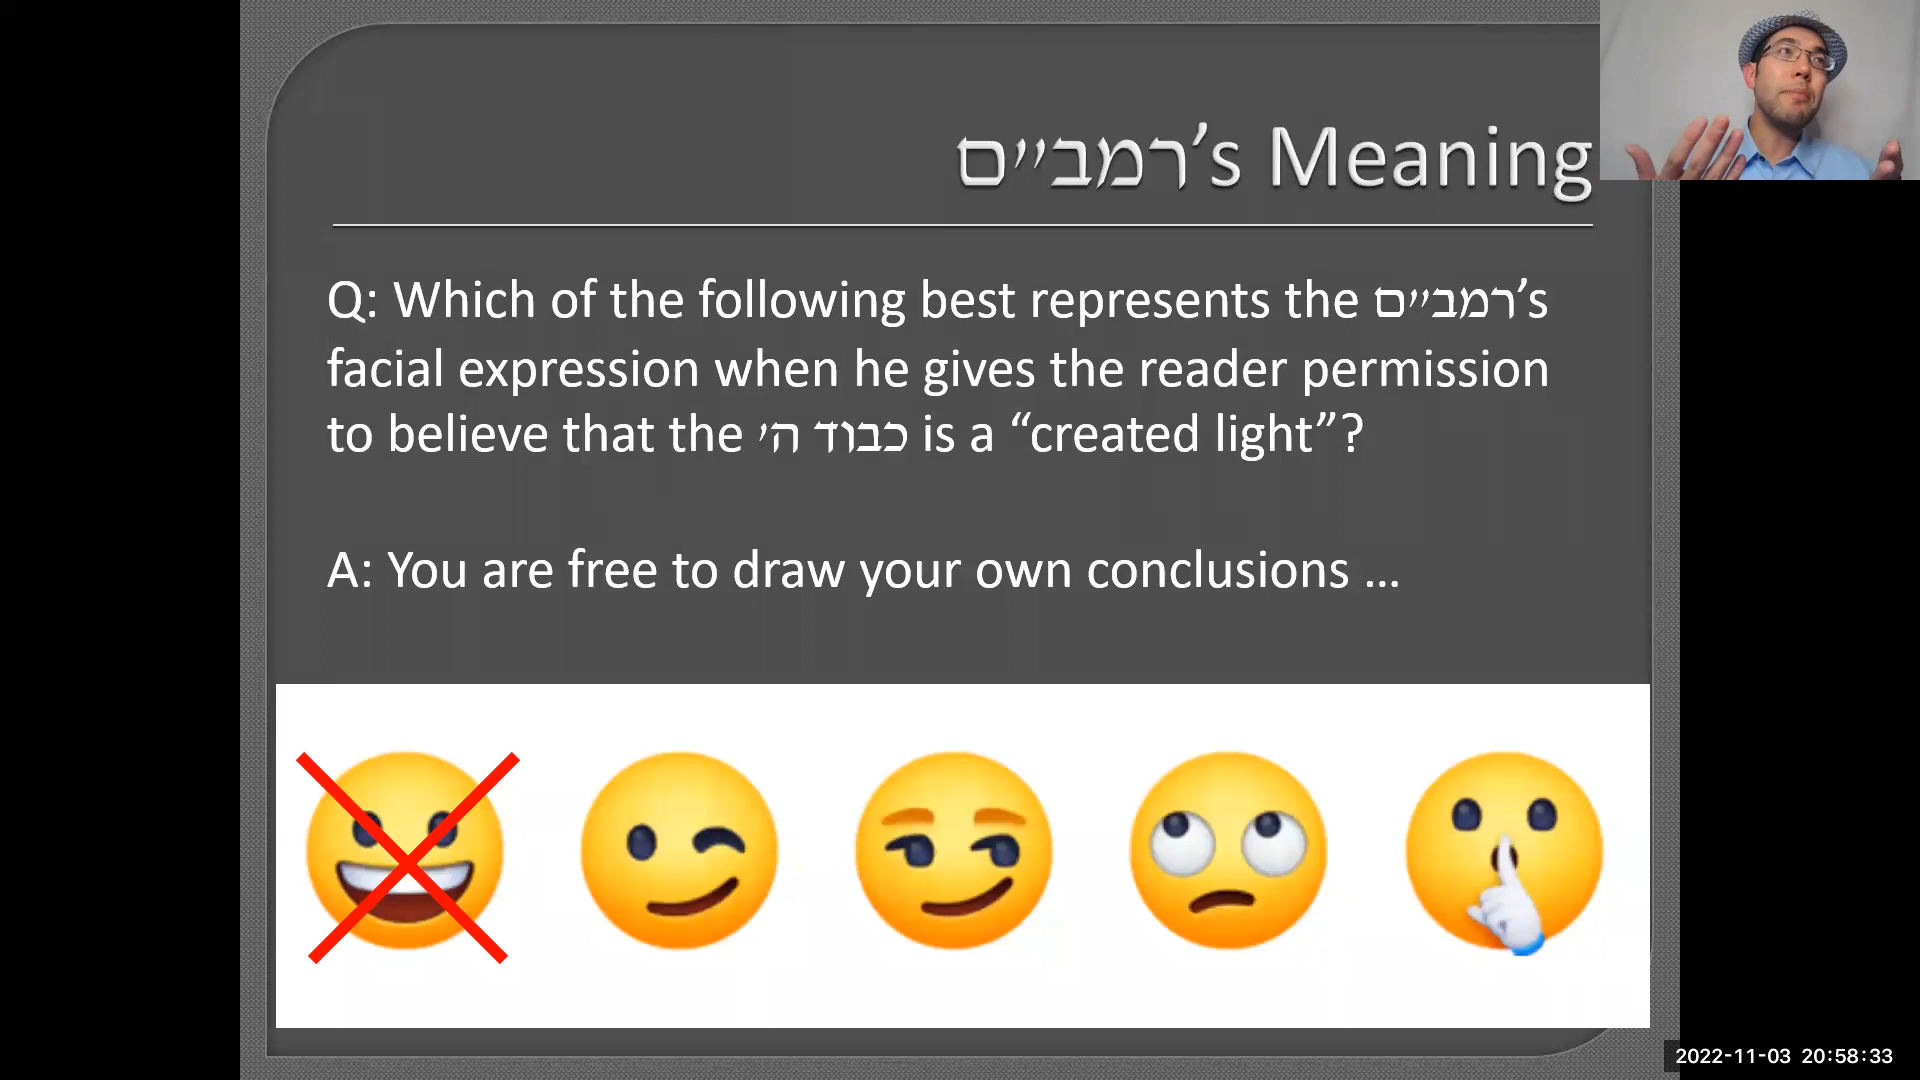 רמב״ם’s Meaning
Q: Which of the following best represents the רמב״ם’s
facial expression when he gives the reader permission
to believe that the כבוד ה׳ is a “created light”?
A: You are free to draw your own conclusions …
2022-11-03 20:58:33